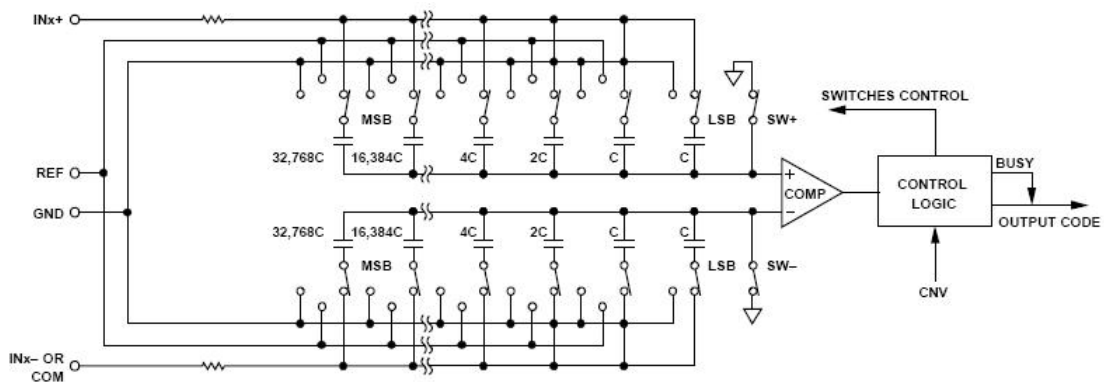 INx+
MSB
LSB
SW+
SWITCHES CONTROL
32,768C
16,384C
4C
2C
C
C
BUSY
REF
+
COMP
−
CONTROL
LOGIC
GND
OUTPUT CODE
32,768C
16,384C
4C
2C
C
C
MSB
LSB
SW–
CNV
INx– OR
COM